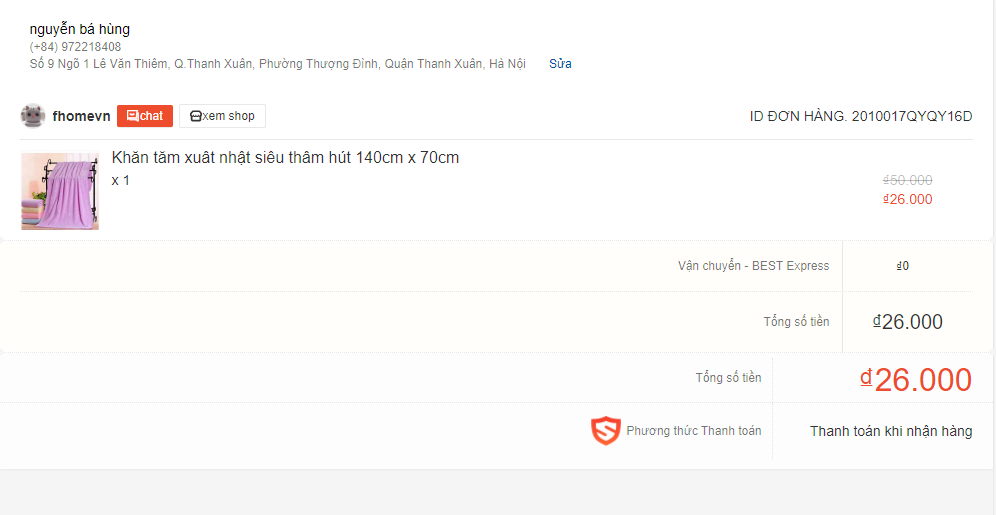 nguyễn bá hùng
(+84) 972218408
Số 9 Ngõ 1 Lê Văn Thiêm, Q.Thanh Xuân, Phường Thượng Đình, Quận Thanh Xuân, Hà Nội Sửa
fhomevn chat xem shop ID ĐƠN HÀNG. 2010017QYQY16D
Khăn tăm xuât nhật siêu thâm hút 140cm x 70cm
x 1
₫50.000
₫26.000
Vận chuyển - BEST Express ₫0
Tổng số tiền ₫26.000
Tổng số tiền ₫26.000
Phương thức Thanh toán Thanh toán khi nhận hàng